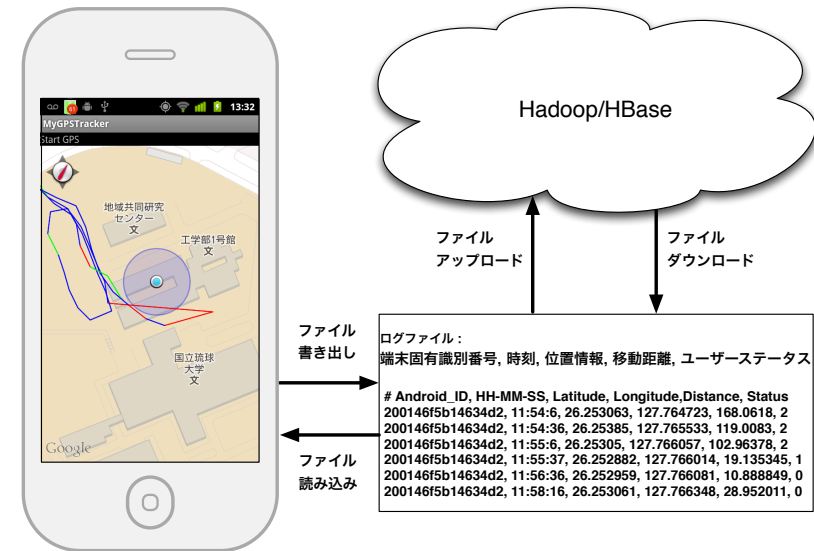 13:32
MyGPSTracker
Start GPS
地域共同研究
センター
文
工学部1号館
文
国立琉球
大学
文
Google
Hadoop/HBase
ファイル
アップロード
ファイル
ダウンロード
ファイル
書き出し
ファイル
読み込み
ログファイル：
端末固有識別番号, 時刻, 位置情報, 移動距離, ユーザーステータス
# Android_ID, HH-MM-SS, Latitude, Longitude,Distance, Status
200146f5b14634d2, 11:54:6, 26.253063, 127.764723, 168.0618, 2
200146f5b14634d2, 11:54:36, 26.25385, 127.765533, 119.0083, 2
200146f5b14634d2, 11:55:6, 26.25305, 127.766057, 102.96378, 2
200146f5b14634d2, 11:55:37, 26.252882, 127.766014, 19.135345, 1
200146f5b14634d2, 11:56:36, 26.252959, 127.766081, 10.888849, 0
200146f5b14634d2, 11:58:16, 26.253061, 127.766348, 28.952011, 0